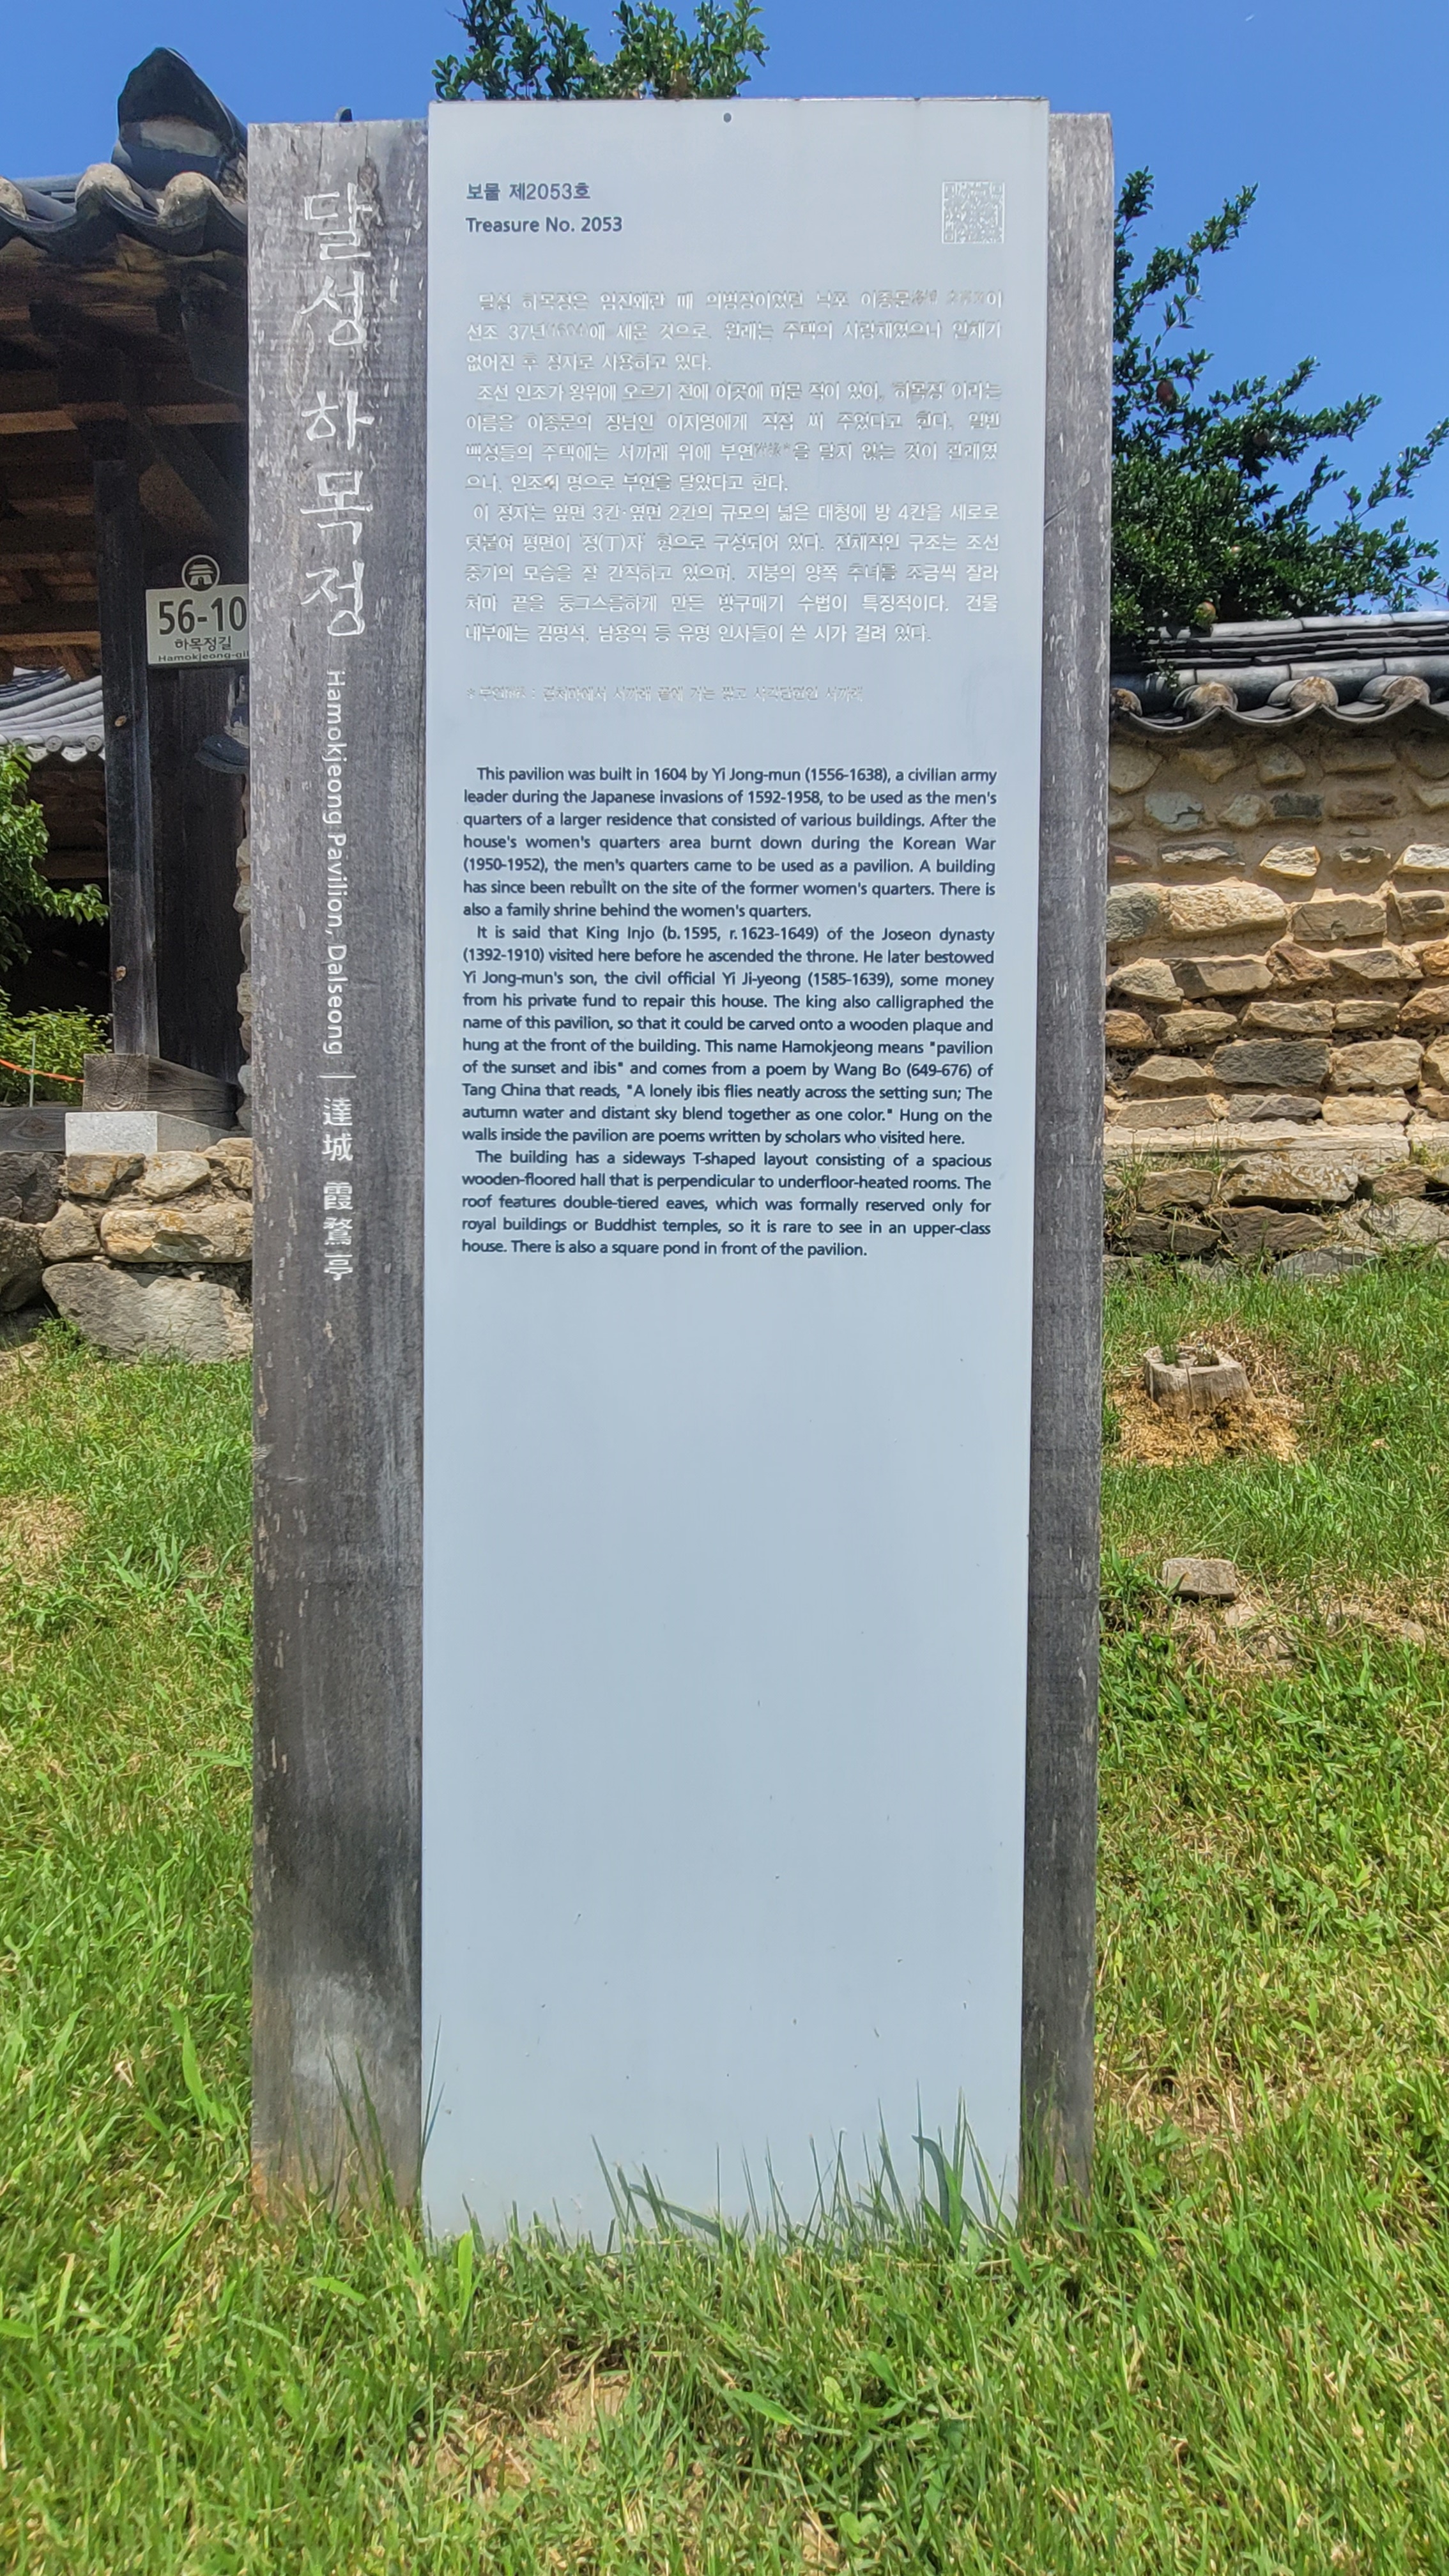 달성 하목정
Hamokjeong Pavilion, Dalseong
達城 霞鶩亭
56-10
하목정길
Hamokjeong-gil
보물 제2053호
Treasure No. 2053
달성 하목정은 임진왜란 때 의병장이었던 낙포 이종문이
선조 37년(1604)에 세운 것으로, 원래는 주택의 사랑채였으나 안채가
없어진 후 정자로 사용하고 있다.
조선 인조가 왕위에 오르기 전에 이곳에 머문 적이 있어, '하목정'이라는
이름을 이종문의 장남인 이지영에게 직접 써 주었다고 한다. 일반
백성들의 주택에는 서까래 위에 부연*을 달지 않는 것이 관례였
으나, 인조의 명으로 부연을 달았다고 한다.
이 정자는 앞면 3칸·옆면 2칸의 규모의 넓은 대청에 방 4칸을 세로로
덧붙여 평면이 '정(丁)자' 형으로 구성되어 있다. 전체적인 구조는 조선
중기의 모습을 잘 간직하고 있으며, 지붕의 양쪽 추녀를 조금씩 잘라
처마 끝을 둥그스름하게 만든 방구매기 수법이 특징적이다. 건물
내부에는 김명석, 남용익 등 유명 인사들이 쓴 시가 걸려 있다.
*부연 : 겹처마에서 서까래 끝에 거는 짧고 사각단면인 서까래
This pavilion was built in 1604 by Yi Jong-mun (1556-1638), a civilian army
leader during the Japanese invasions of 1592-1958, to be used as the men's
quarters of a larger residence that consisted of various buildings. After the
house's women's quarters area burnt down during the Korean War
(1950-1952), the men's quarters came to be used as a pavilion. A building
has since been rebuilt on the site of the former women's quarters. There is
also a family shrine behind the women's quarters.
It is said that King Injo (b. 1595, r. 1623-1649) of the Joseon dynasty
(1392-1910) visited here before he ascended the throne. He later bestowed
Yi Jong-mun's son, the civil official Yi Ji-yeong (1585-1639), some money
from his private fund to repair this house. The king also calligraphed the
name of this pavilion, so that it could be carved onto a wooden plaque and
hung at the front of the building. This name Hamokjeong means "pavilion
of the sunset and ibis" and comes from a poem by Wang Bo (649-676) of
Tang China that reads, "A lonely ibis flies neatly across the setting sun; The
autumn water and distant sky blend together as one color." Hung on the
walls inside the pavilion are poems written by scholars who visited here.
The building has a sideways T-shaped layout consisting of a spacious
wooden-floored hall that is perpendicular to underfloor-heated rooms. The
roof features double-tiered eaves, which was formally reserved only for
royal buildings or Buddhist temples, so it is rare to see in an upper-class
house. There is also a square pond in front of the pavilion.